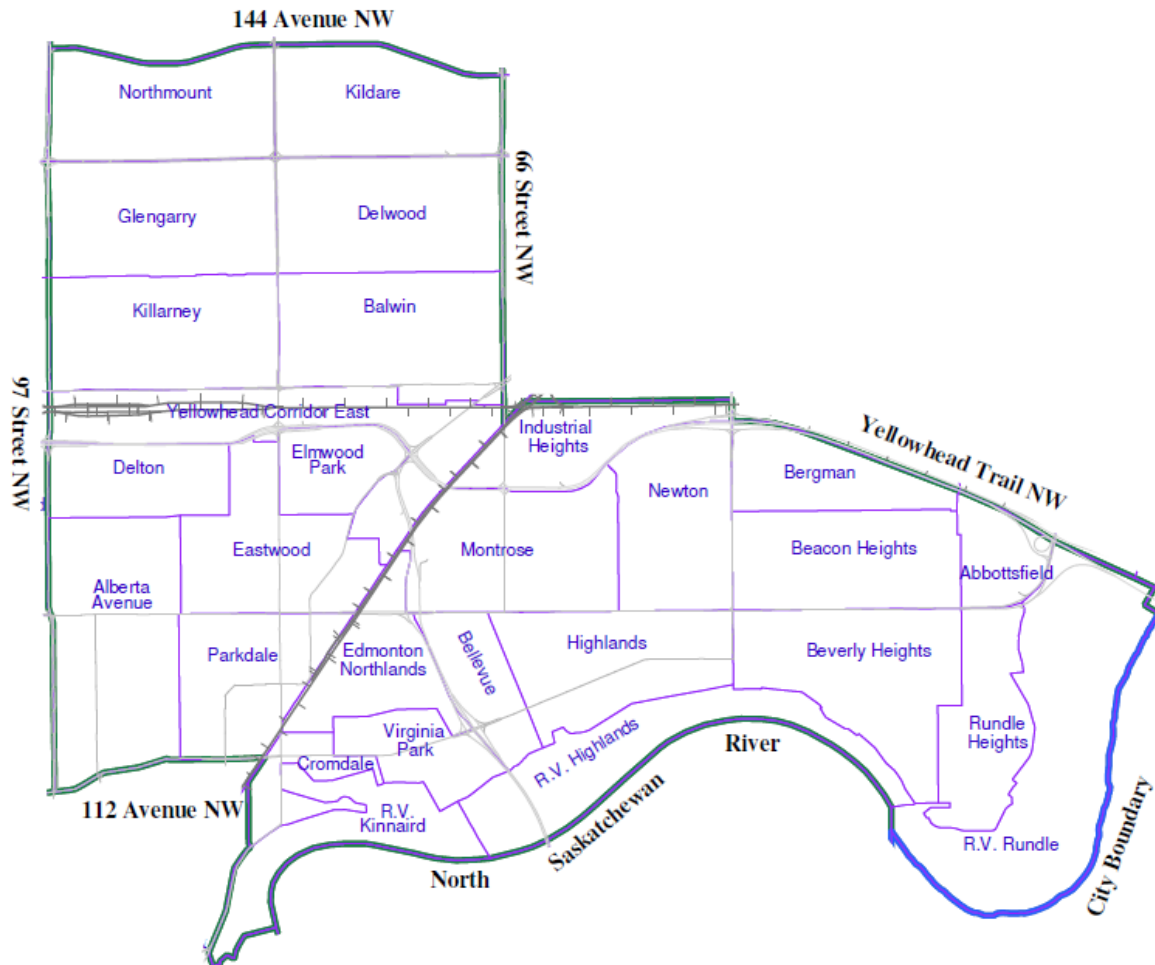 144 Avenue NW
Northmount
Kildare
66 Street NW
Glengarry
Delwood
Killarney
Balwin
97 Street NW
Yellowhead Corridor East
Industrial
Heights
Yellowhead Trail NW
Delton
Elmwood
Park
Newton
Bergman
Eastwood
Montrose
Beacon Heights
Abbottsfield
Alberta
Avenue
Parkdale
Edmonton
Northlands
Bellevue
Highlands
Beverly Heights
Virginia
Park
Rundle
Heights
Cromdale
R.V. Highlands
River
112 Avenue NW
R.V.
Kinnaird
Saskatchewan
North
R.V. Rundle
City Boundary